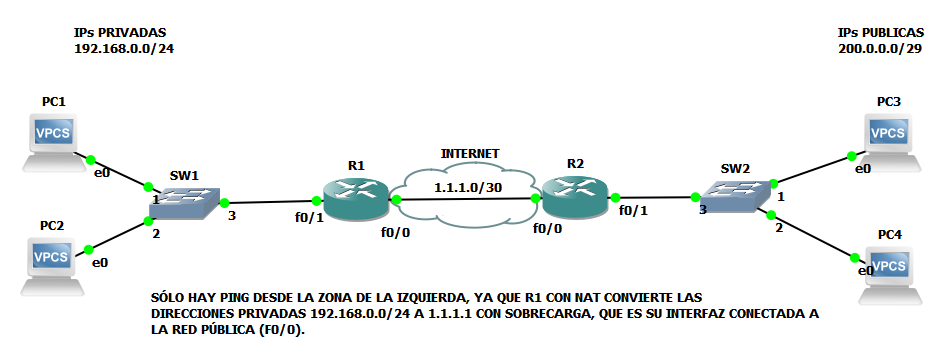 IPs PRIVADAS
192.168.0.0/24
IPs PUBLICAS
200.0.0.0/29
PC1
VPCS
e0
PC2
VPCS
e0
SW1
1
2
3
R1
f0/1
f0/0
INTERNET
1.1.1.0/30
R2
f0/0
f0/1
SW2
3
1
2
PC3
VPCS
e0
PC4
VPCS
e0
SÓLO HAY PING DESDE LA ZONA DE LA IZQUIERDA, YA QUE R1 CON NAT CONVIERTE LAS
DIRECCIONES PRIVADAS 192.168.0.0/24 A 1.1.1.1 CON SOBRECARGA, QUE ES SU INTERFAZ CONECTADA A
LA RED PÚBLICA (F0/0).